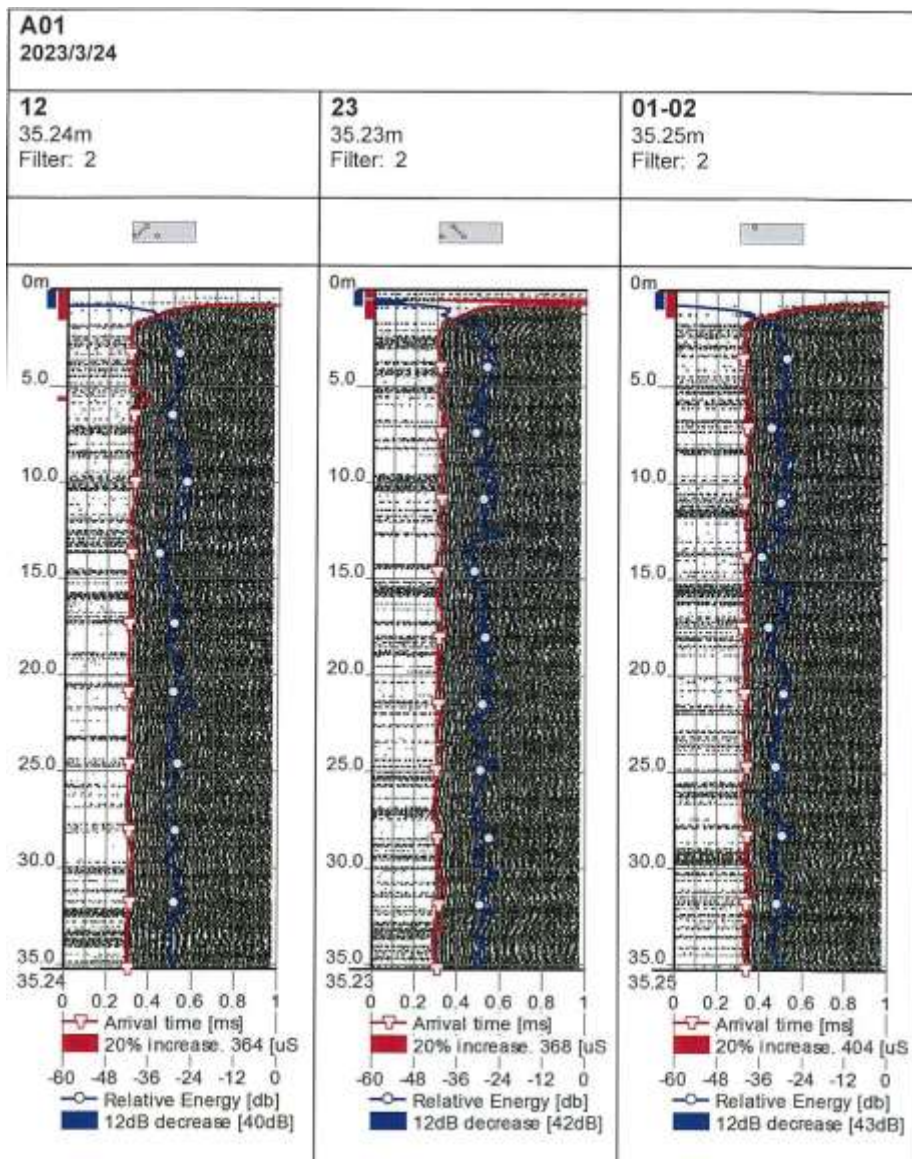 A01
2023/3/24
12
35.24m
Filter: 2
23
35.23m
Filter: 2
01-02
35.25m
Filter: 2
0m
5.0
10.0
15.0
20.0
25.0
30.0
35.0
35.24
0 0.2 0.4 0.6 0.8 1
Arrival time [ms]
20% increase. 364 [uS
-60 -48 -36 -24 -12 0
Relative Energy [db]
12dB decrease [40dB]
0m
5.0
10.0
15.0
20.0
25.0
30.0
35.0
35.23
0 0.2 0.4 0.6 0.8 1
Arrival time [ms]
20% increase. 368 [uS
-60 -48 -36 -24 -12 0
Relative Energy [db]
12dB decrease [42dB]
0m
5.0
10.0
15.0
20.0
25.0
30.0
35.0
35.25
0 0.2 0.4 0.6 0.8 1
Arrival time [ms]
20% increase. 404 [uS
-60 -48 -36 -24 -12 0
Relative Energy [db]
12dB decrease [43dB]